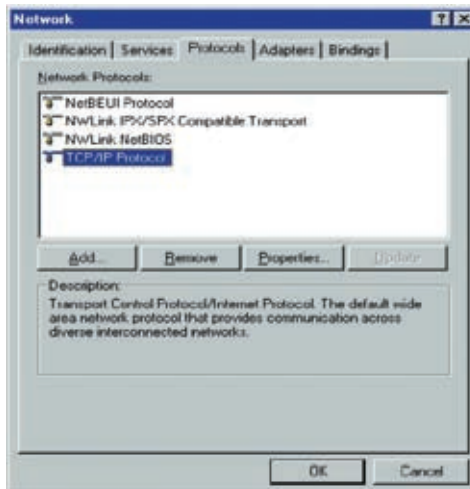 Network
Identification Services Protocols Adapters Bindings
Network Protocols:
NetBEUI Protocol
NWLink IPX/SPX Compatible Transport
NWLink NetBIOS
TCP/IP Protocol
Add... Remove Properties... Update
Description:
Transport Control Protocol/Internet Protocol. The default wide
area network protocol that provides communication across
diverse interconnected networks.
OK Cancel